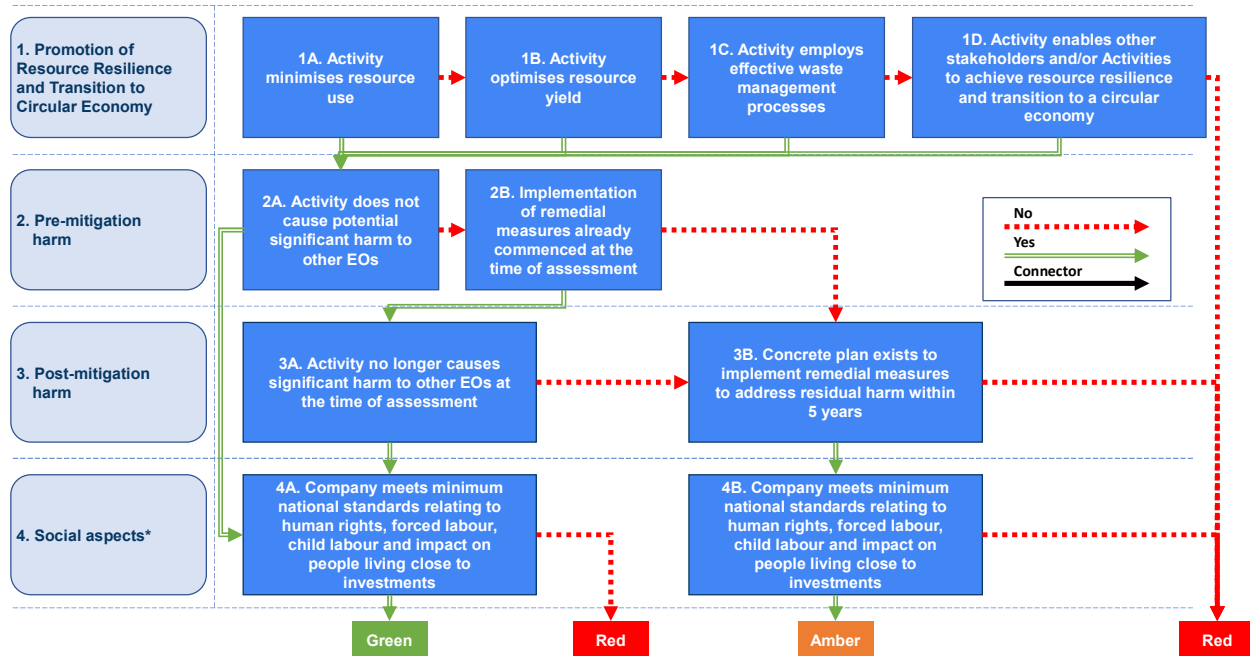 1. Promotion of
Resource Resilience
and Transition to
Circular Economy
1A. Activity
minimises resource
use
1B. Activity
optimises resource
yield
1C. Activity employs
effective waste
management
processes
1D. Activity enables other
stakeholders and/or Activities
to achieve resource resilience
and transition to a circular
economy
2. Pre-mitigation
harm
2A. Activity does not
cause potential
significant harm to
other EOs
2B. Implementation
of remedial
measures already
commenced at the
time of assessment
No
Yes
Connector
3. Post-mitigation
harm
3A. Activity no longer causes
significant harm to other EOs at
the time of assessment
3B. Concrete plan exists to
implement remedial measures
to address residual harm within
5 years
4. Social aspects*
4A. Company meets minimum
national standards relating to
human rights, forced labour,
child labour and impact on
people living close to
investments
4B. Company meets minimum
national standards relating to
human rights, forced labour,
child labour and impact on
people living close to
investments
Green
Red
Amber
Red